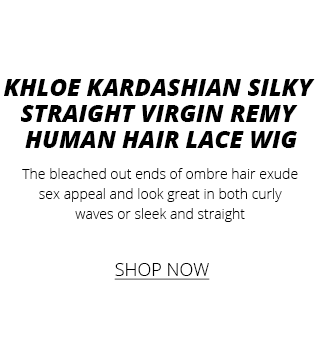 KHLOE KARDASHIAN SILKY
STRAIGHT VIRGIN REMY
HUMAN HAIR LACE WIG
The bleached out ends of ombre hair exude
sex appeal and look great in both curly
waves or sleek and straight
SHOP NOW